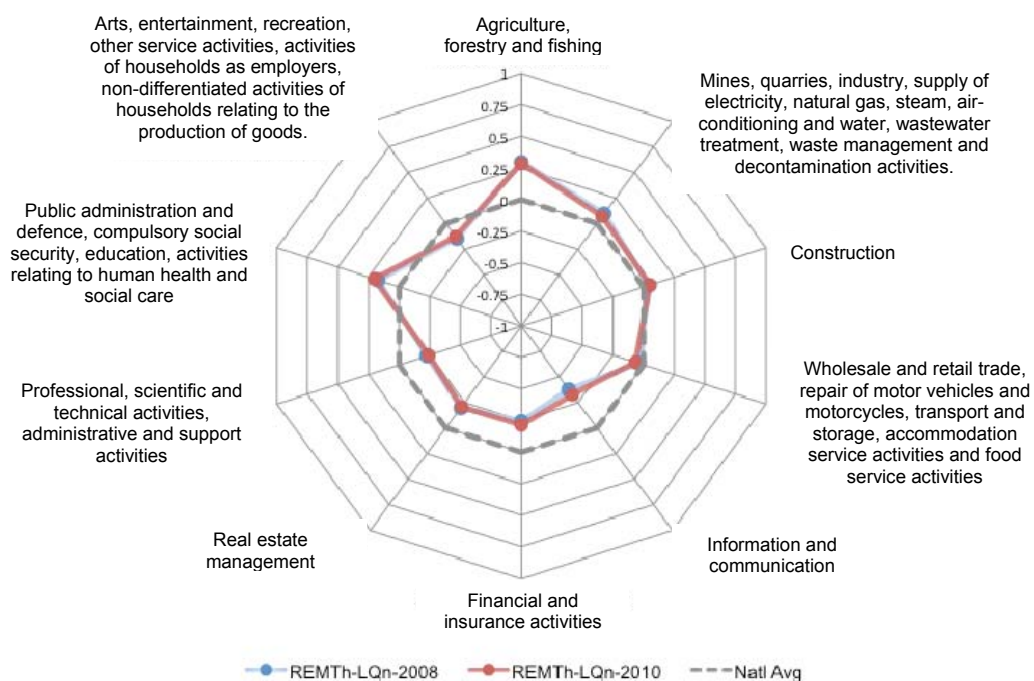 Arts, entertainment, recreation,
other service activities, activities
of households as employers,
non-differentiated activities of
households relating to the
production of goods.
Agriculture,
forestry and fishing
Mines, quarries, industry, supply of
electricity, natural gas, steam, air-
conditioning and water, wastewater
treatment, waste management and
decontamination activities.
1
0.75
0.5
0.25
0
-0.25
-0.5
-0.75
-1
Public administration and
defence, compulsory social
security, education, activities
relating to human health and
social care
Construction
Professional, scientific and
technical activities,
administrative and support
activities
Wholesale and retail trade,
repair of motor vehicles and
motorcycles, transport and
storage, accommodation
service activities and food
service activities
Real estate
management
Information and
communication
Financial and
insurance activities
REMTh-LQn-2008
REMTh-LQn-2010
Natl Avg